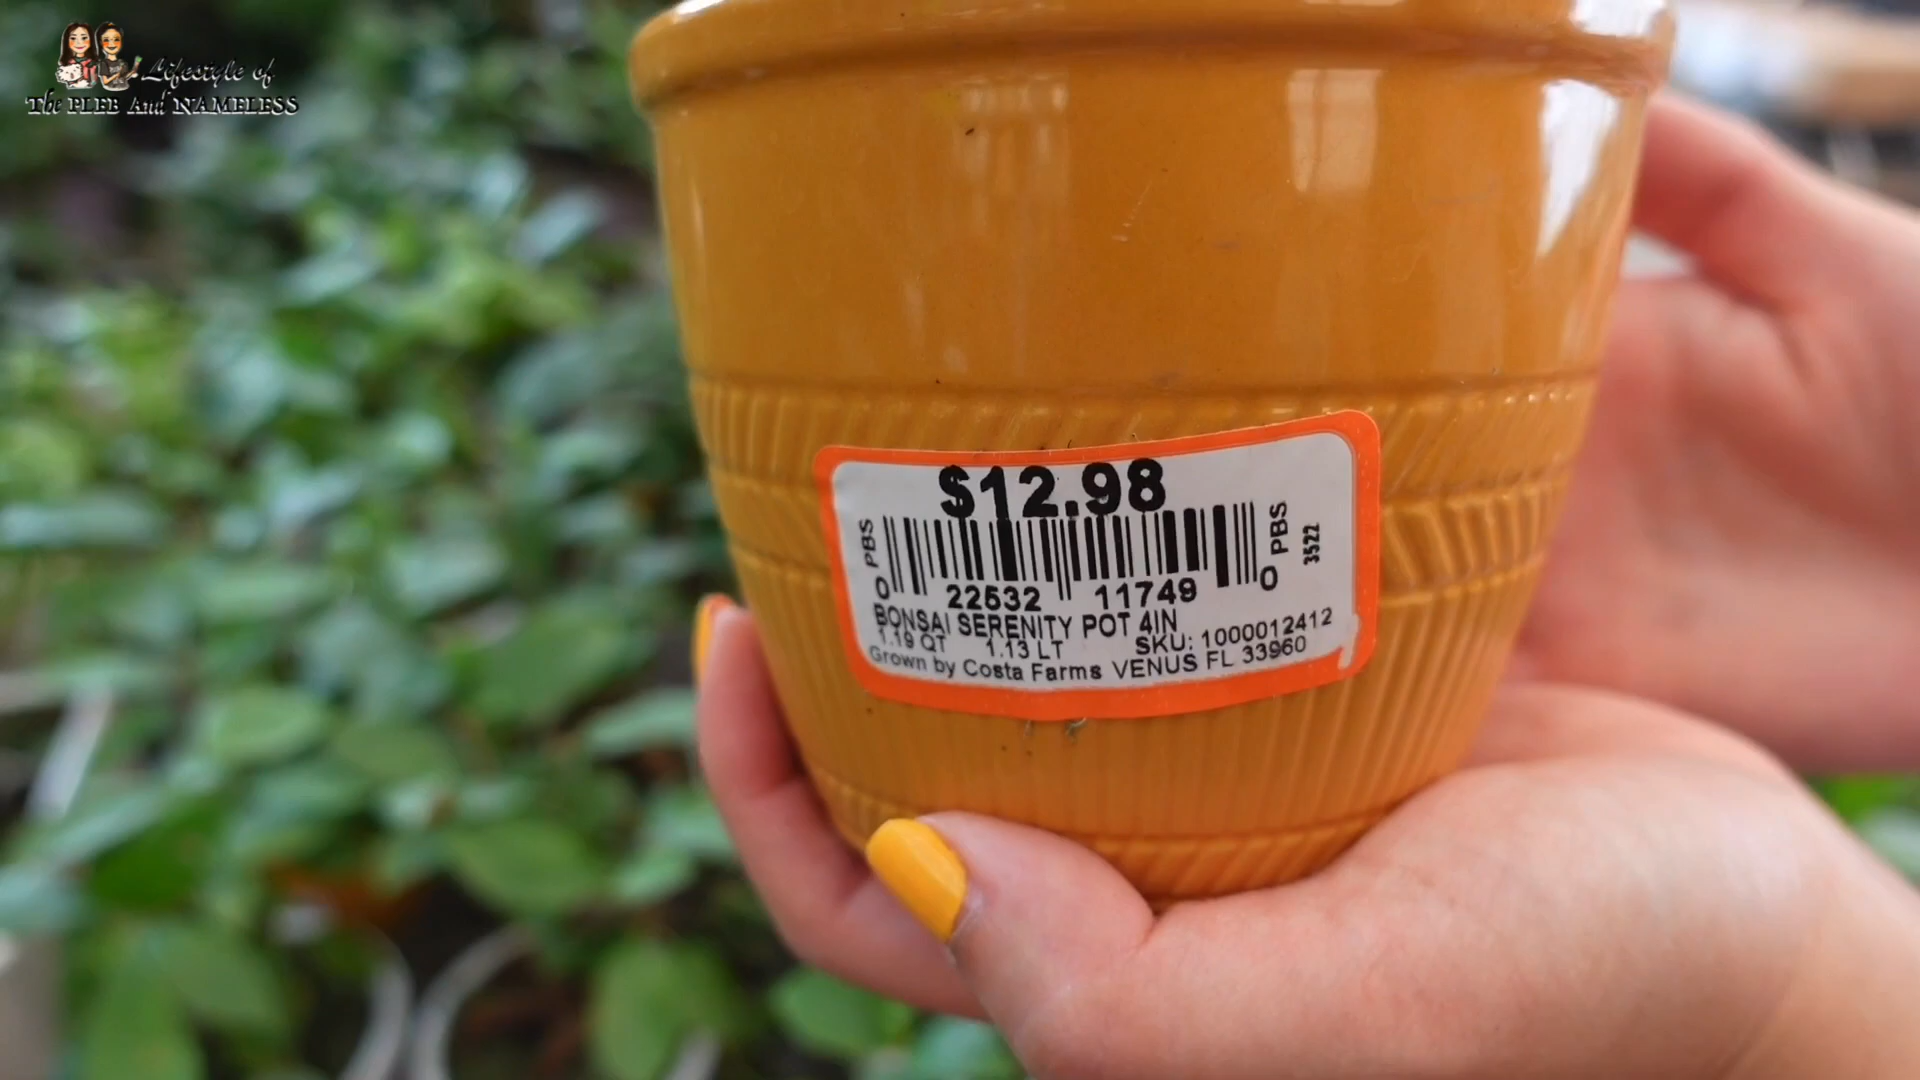 Lifestyle of
The PLEB And NAMELESS
$12.98
0 PBS
22532 11749
0 PBS
3522
BONSAI SERENITY POT 4IN
1.19 QT 1.13 LT SKU: 1000012412
Grown by Costa Farms VENUS FL 33960